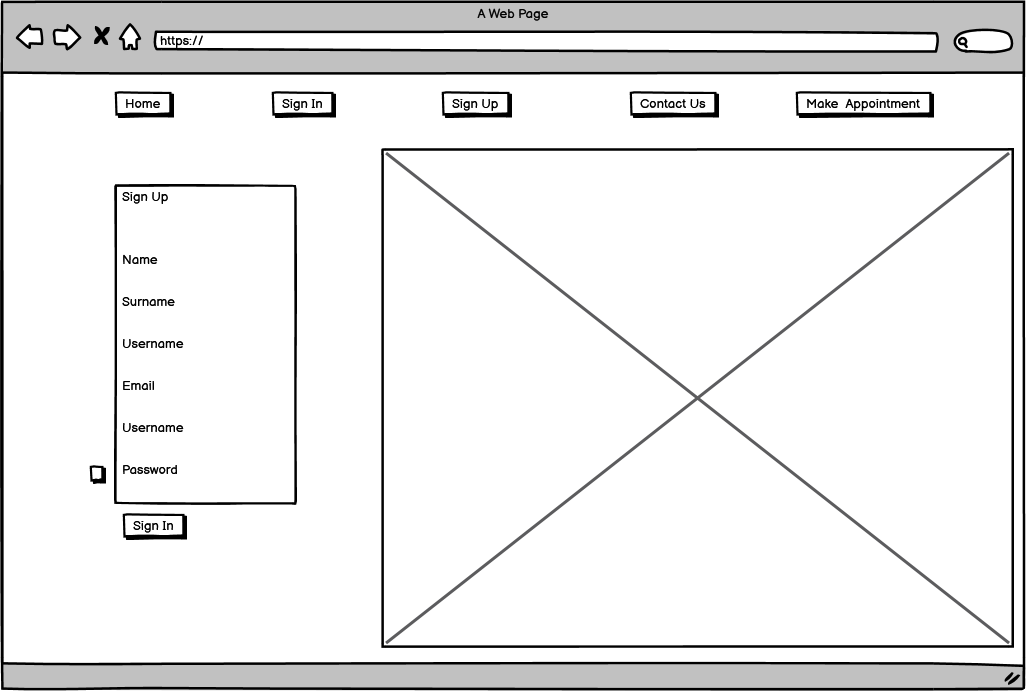 A Web Page
https://
Home Sign In Sign Up Contact Us Make Appointment
Sign Up
Name
Surname
Username
Email
Username
Password
Sign In